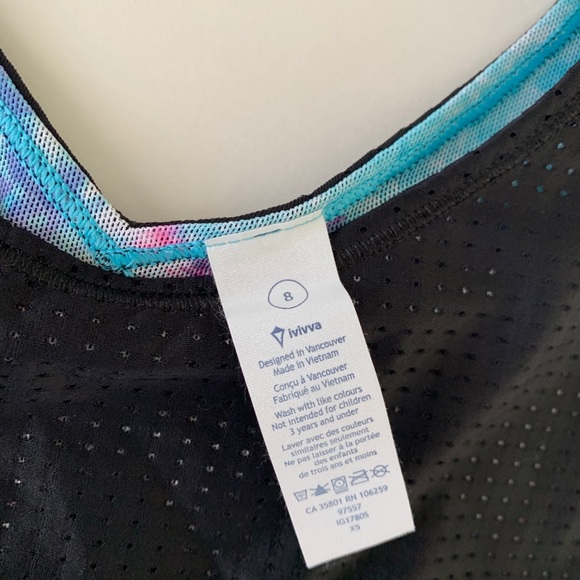 8
ivivva
Designed in Vancouver
Made in Vietnam
Conçu à Vancouver
Fabriqué au Vietnam
Wash with like colours
Not intended for children
3 years and under
Laver avec des couleurs
similaires seulement
Ne pas laisser à la portée
des enfants
de trois ans et moins
CA 35801 RN 106259
97557
IG17805
XS